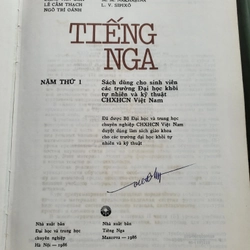 LÊ CẨM THẠCH
NGÔ TRÍ OÁNH
TIẾNG
NGA
NĂM THỨ 1
Sách dùng cho sinh viên
các trường Đại học khối
tự nhiên và kỹ thuật
CHXHCN Việt Nam
Đã được Bộ Đại học và trung học
chuyên nghiệp CHXHCN Việt Nam
duyệt dùng làm sách giáo khoa
cho các trường đại học khối tự
nhiên và kỹ thuật
Nhà xuất bản
Đại học và trung học
chuyên nghiệp
Hà Nội — 1986
Nhà xuất bản
Tiếng Nga
Matxcơva — 1986